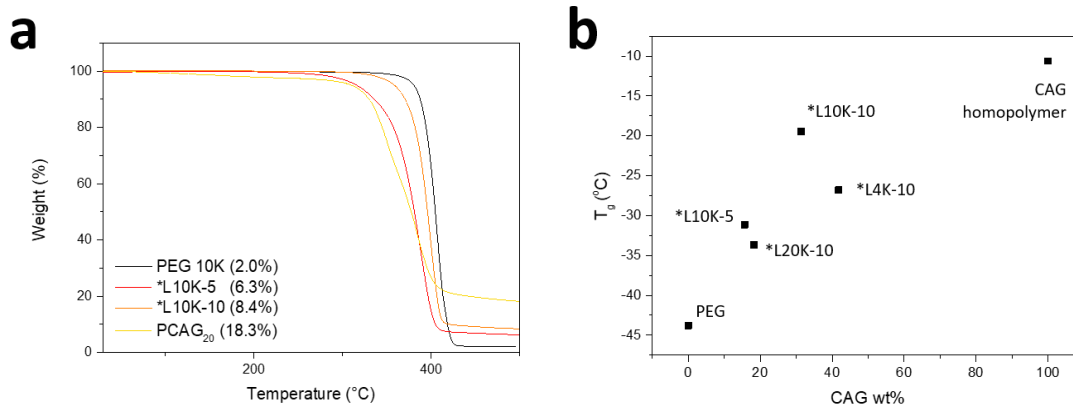 a
100
80
60
40
20
0
Weight (%)
PEG 10K (2.0%)
*L10K-5 (6.3%)
*L10K-10 (8.4%)
PCAG₂₀ (18.3%)
200
400
Temperature (°C)
b
-10
-15
-20
-25
-30
-35
-40
-45
T_g (°C)
CAG
homopolymer
*L10K-10
*L4K-10
*L10K-5
*L20K-10
PEG
0
20
40
60
80
100
CAG wt%